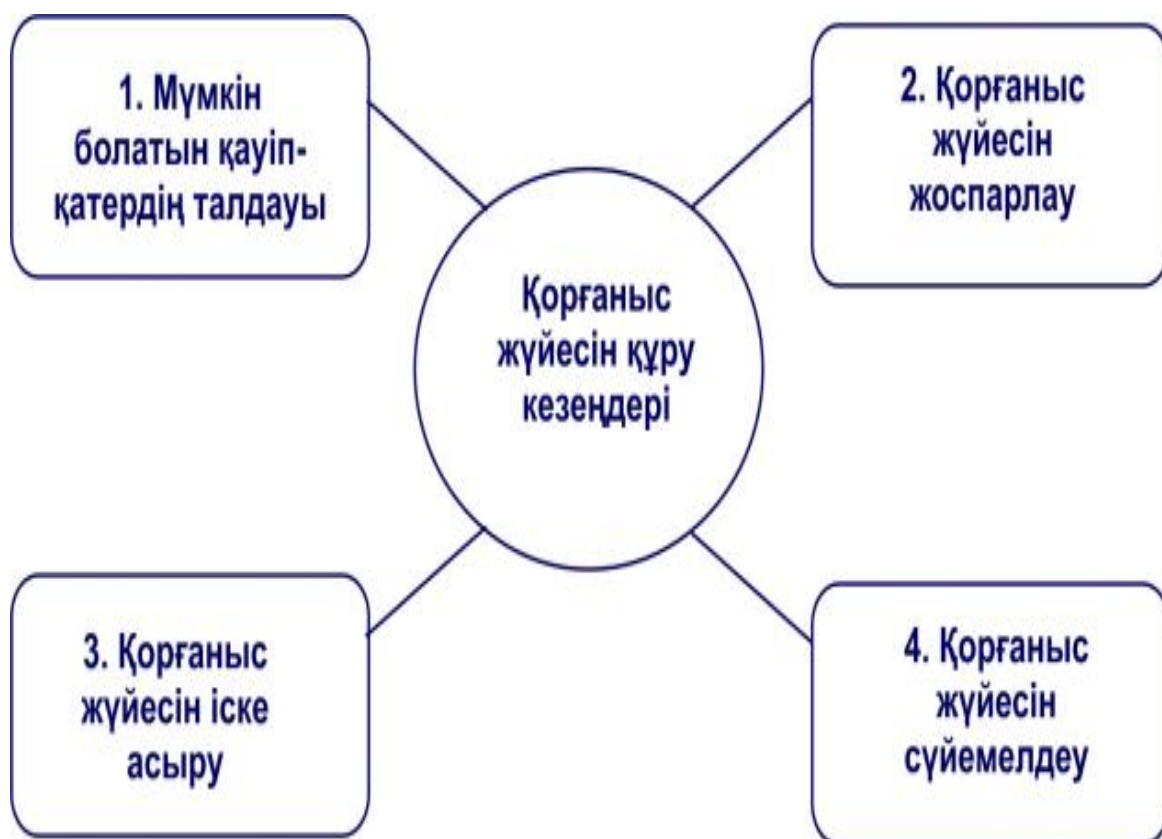 1. Мүмкін
болатын қауіп-
қатердің талдауы
2. Қорғаныс
жүйесін
жоспарлау
Қорғаныс
жүйесін құру
кезеңдері
3. Қорғаныс
жүйесін іске
асыру
4. Қорғаныс
жүйесін
сүйемелдеу